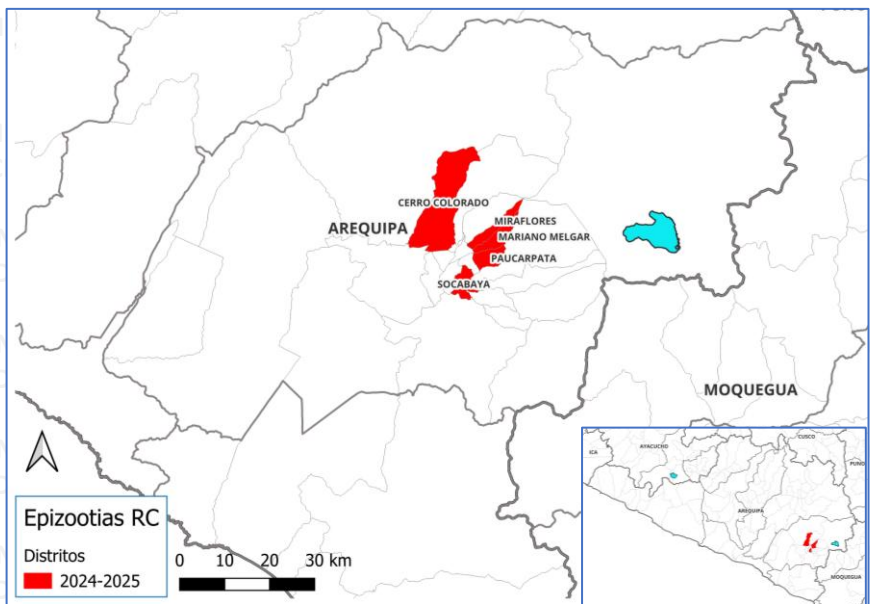 CERRO COLORADO
MIRAFLORES
AREQUIPA
MARIANO MELGAR
PAUCARPATA
SOCABAYA
MOQUEGUA
Epizootias RC
Distritos
2024-2025
0 10 20 30 km
CUSCO
ICA
AYACUCHO
PUNO
AREQUIPA
MOQUEGUA